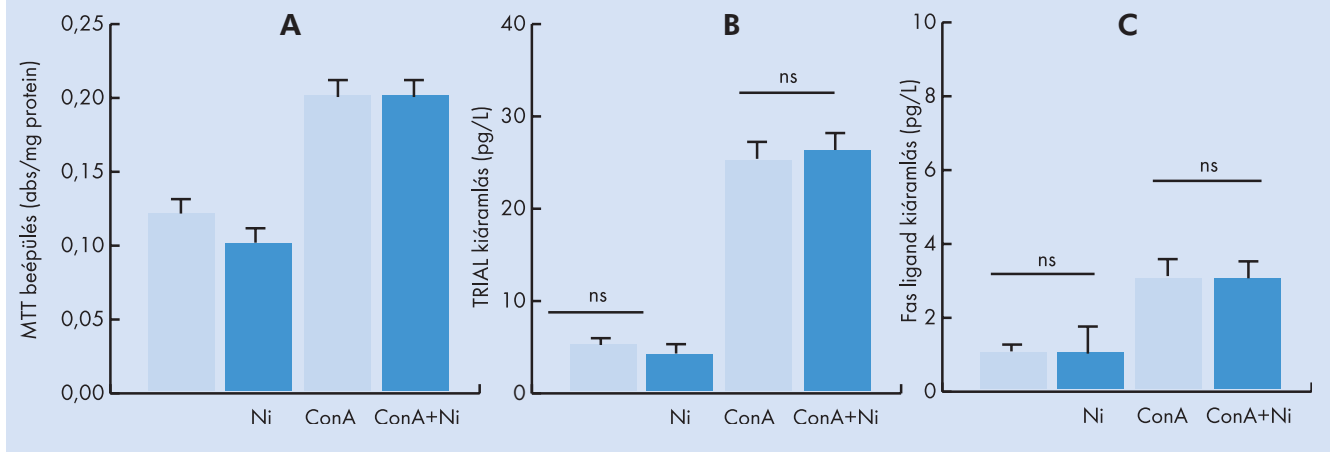 A
MTT beépülés (abs/mg protein)
0,25
0,20
0,15
0,10
0,05
0,00
Ni ConA ConA+Ni
B
TRIAL kiáramlás (pg/L)
40
30
20
10
0
ns
ns
Ni ConA ConA+Ni
C
Fas ligand kiáramlás (pg/L)
10
8
6
4
2
0
ns
ns
Ni ConA ConA+Ni